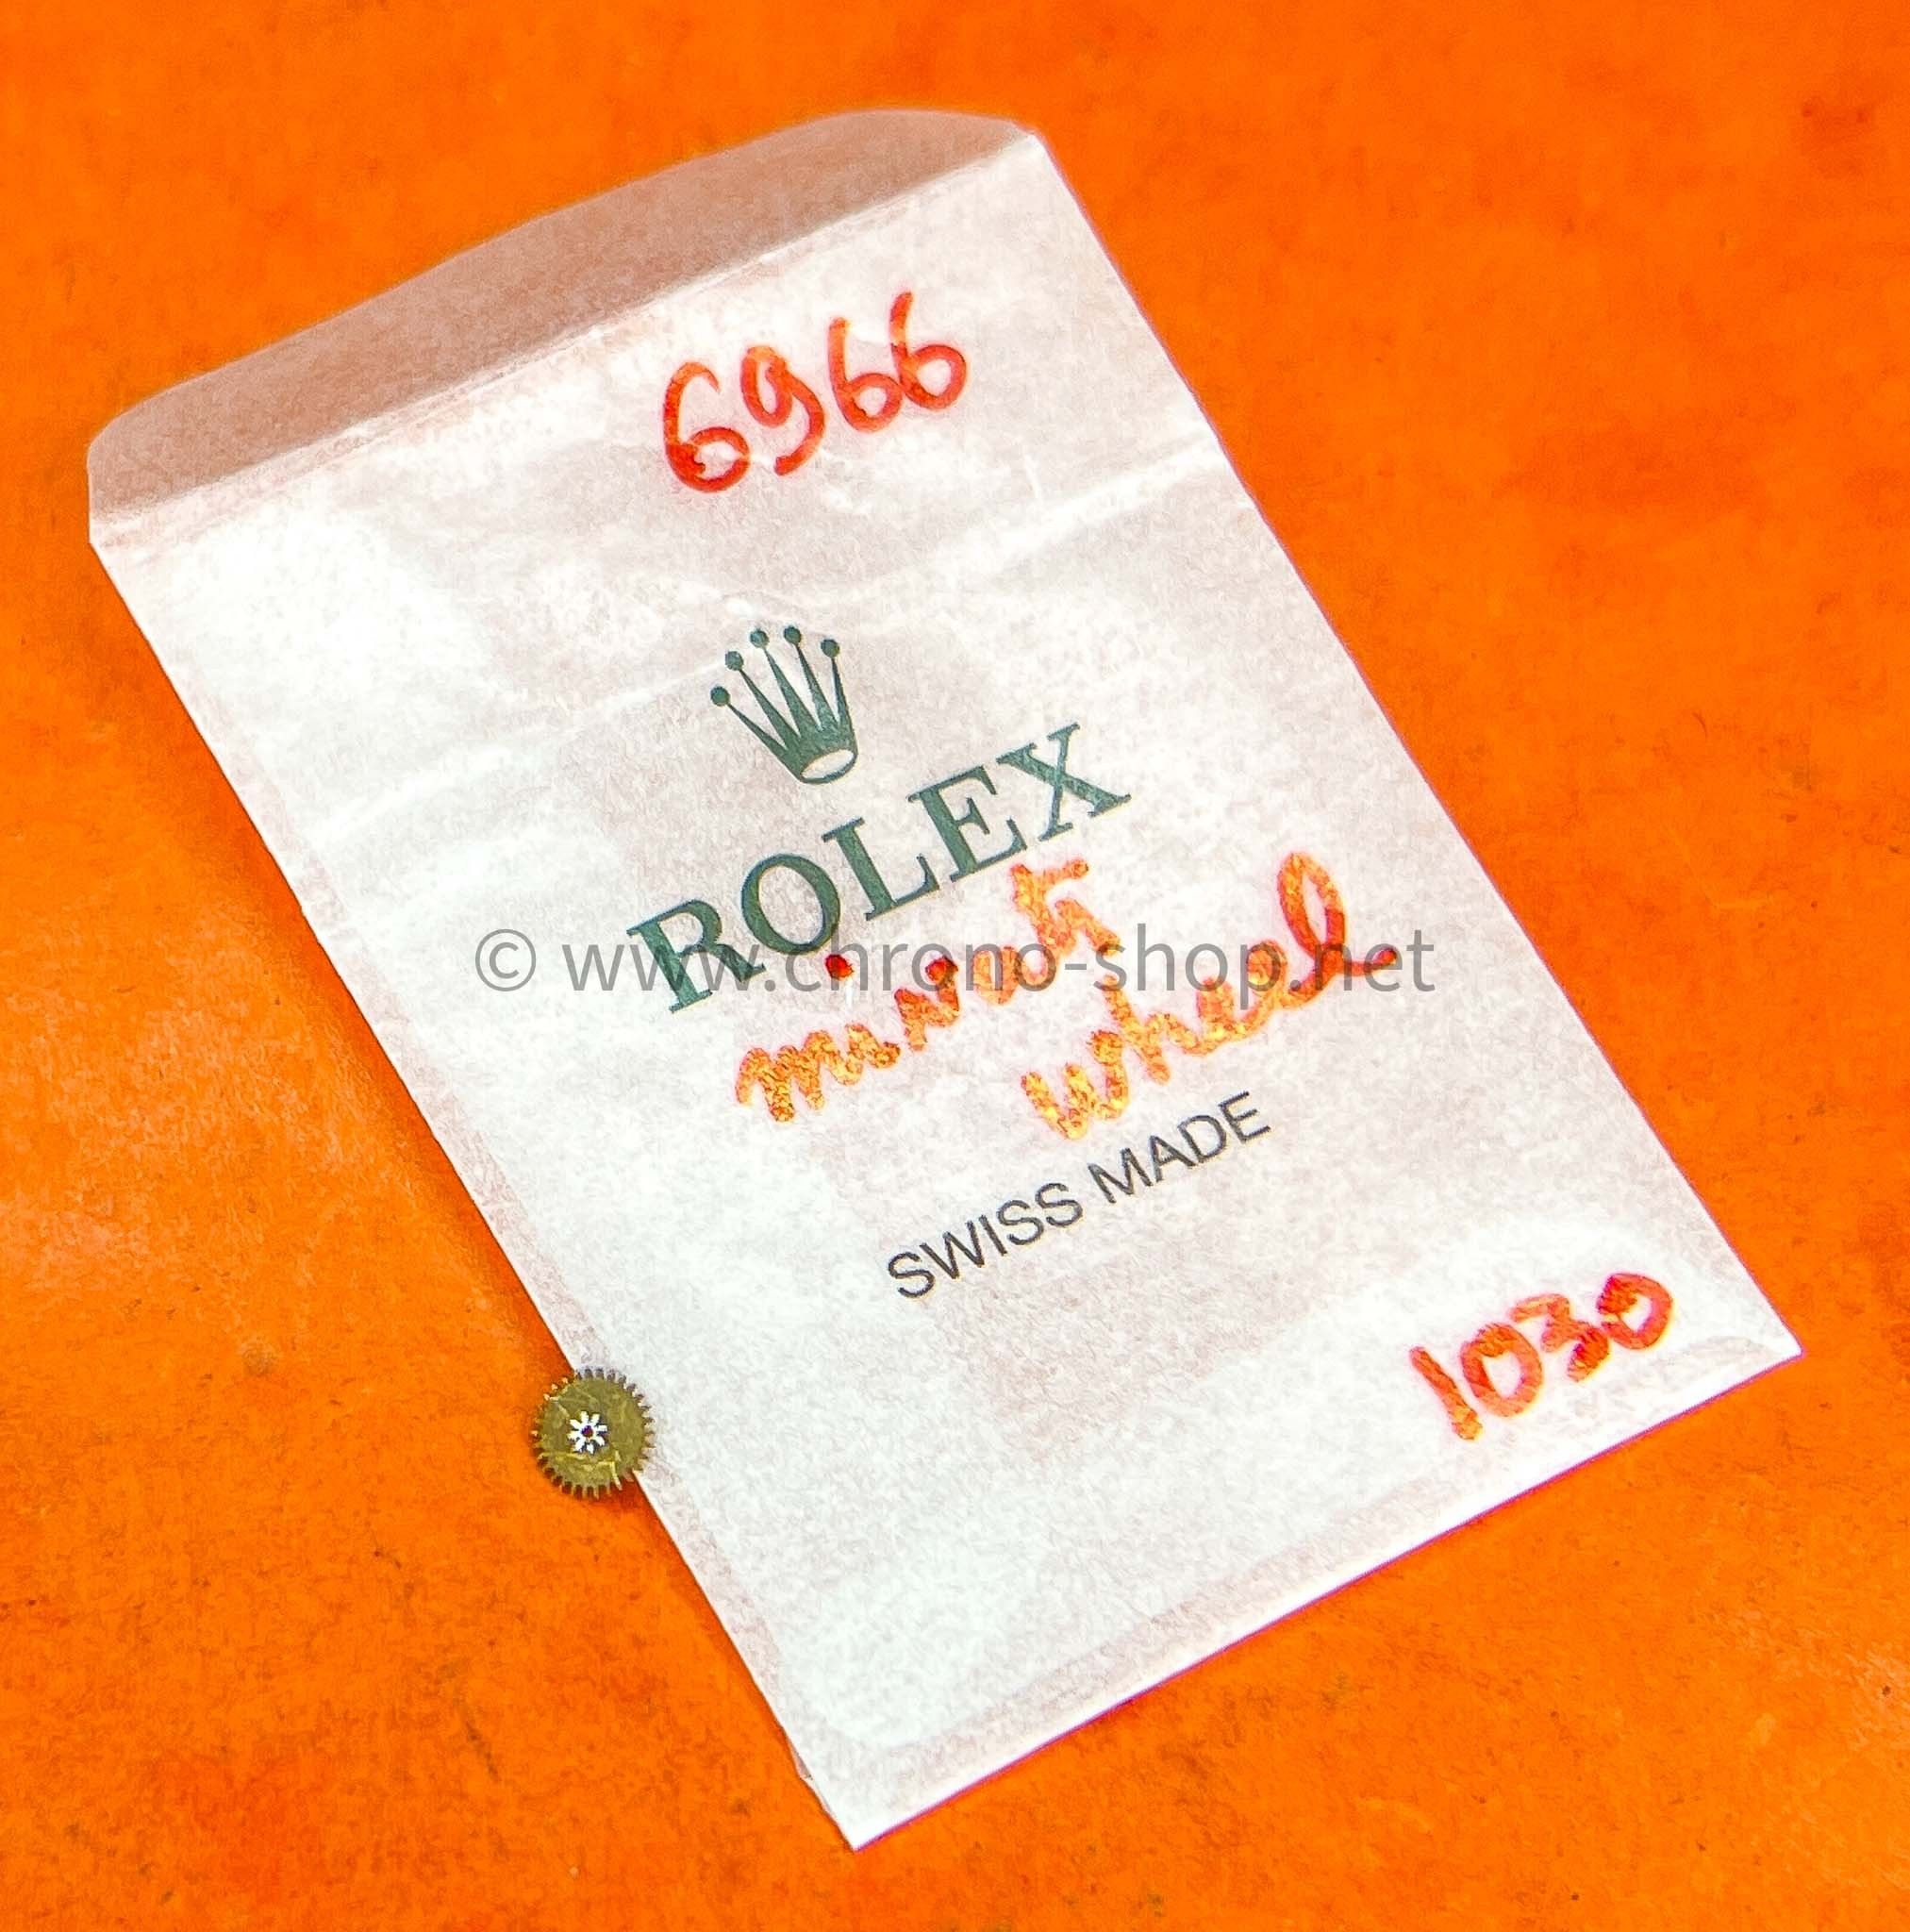 6966
ROLEX
© www.chrono-shop.net
minute
wheel
SWISS MADE
1030